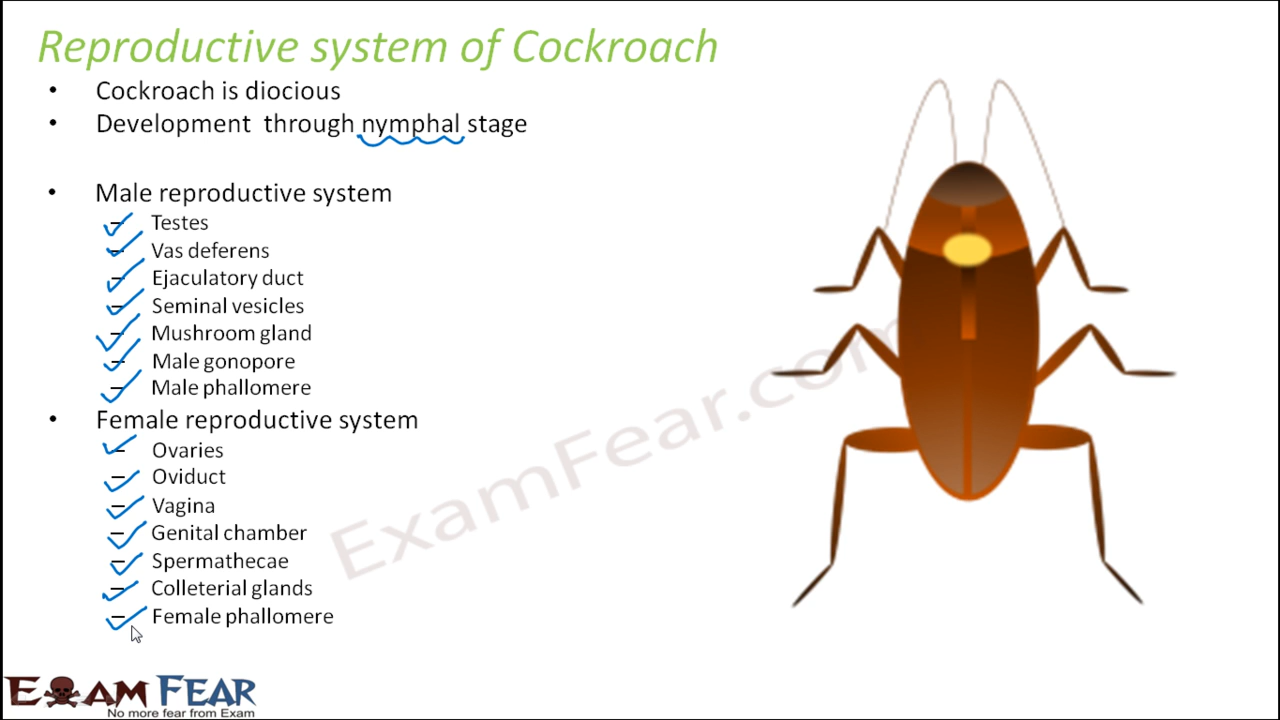 Reproductive system of Cockroach
• Cockroach is diocious
• Development through nymphal stage
• Male reproductive system
– Testes
– Vas deferens
– Ejaculatory duct
– Seminal vesicles
– Mushroom gland
– Male gonopore
– Male phallomere
• Female reproductive system
– Ovaries
– Oviduct
– Vagina
– Genital chamber
– Spermathecae
– Colleterial glands
– Female phallomere
ExamFear.com
EXAM FEAR
No more fear from Exam